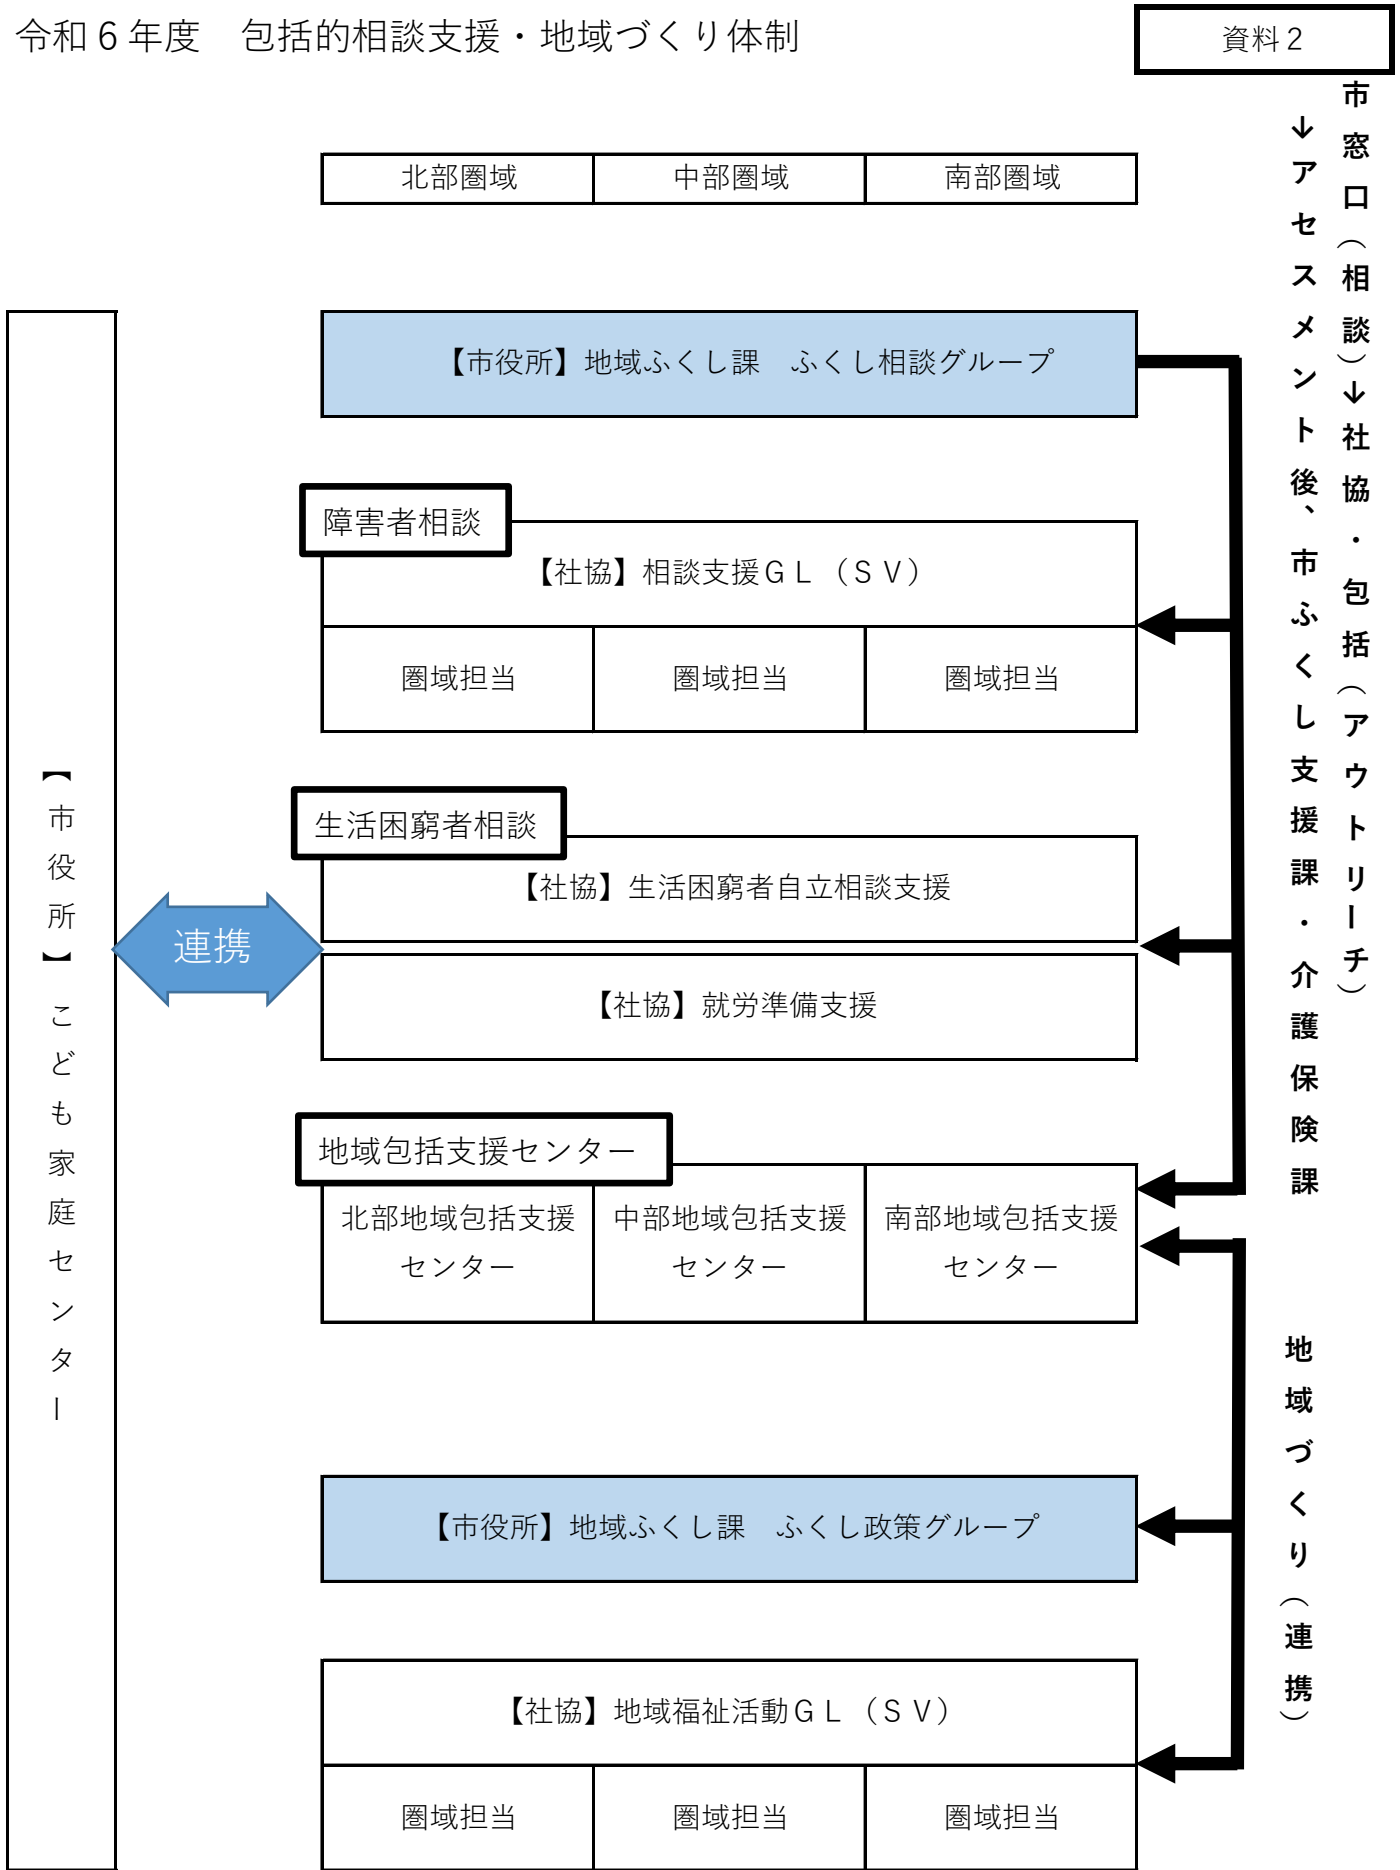 令和６年度　包括的相談支援・地域づくり体制
資料２
北部圏域
中部圏域
南部圏域
市窓口（相談）→社協・包括（アウトリーチ）
→アセスメント後、市ふくし支援課・介護保険課
【市役所】地域ふくし課　ふくし相談グループ
障害者相談
【社協】相談支援ＧＬ（ＳＶ）
圏域担当
圏域担当
圏域担当
生活困窮者相談
【社協】生活困窮者自立相談支援
【市役所】こども家庭センター
連携
【社協】就労準備支援
地域包括支援センター
北部地域包括支援
センター
中部地域包括支援
センター
南部地域包括支援
センター
地域づくり（連携）
【市役所】地域ふくし課　ふくし政策グループ
【社協】地域福祉活動ＧＬ（ＳＶ）
圏域担当
圏域担当
圏域担当